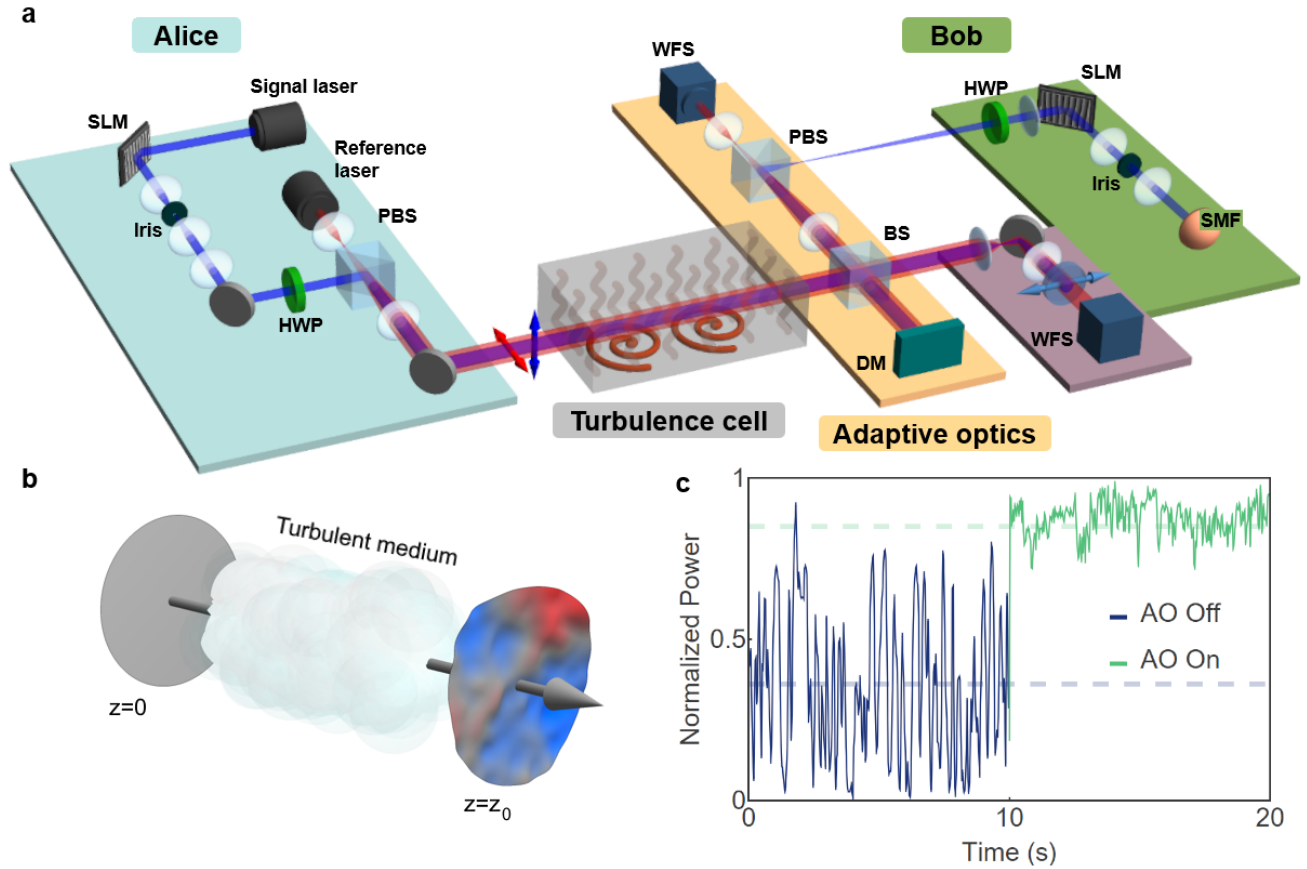 a
Alice
Bob
WFS
SLM
HWP
Signal laser
SLM
PBS
Reference
laser
Iris
PBS
Iris
SMF
BS
HWP
DM
WFS
Turbulence cell
Adaptive optics
b
Turbulent medium
z=0
z=z0
c
1
Normalized Power
0.5
AO Off
AO On
0
0
10
20
Time (s)